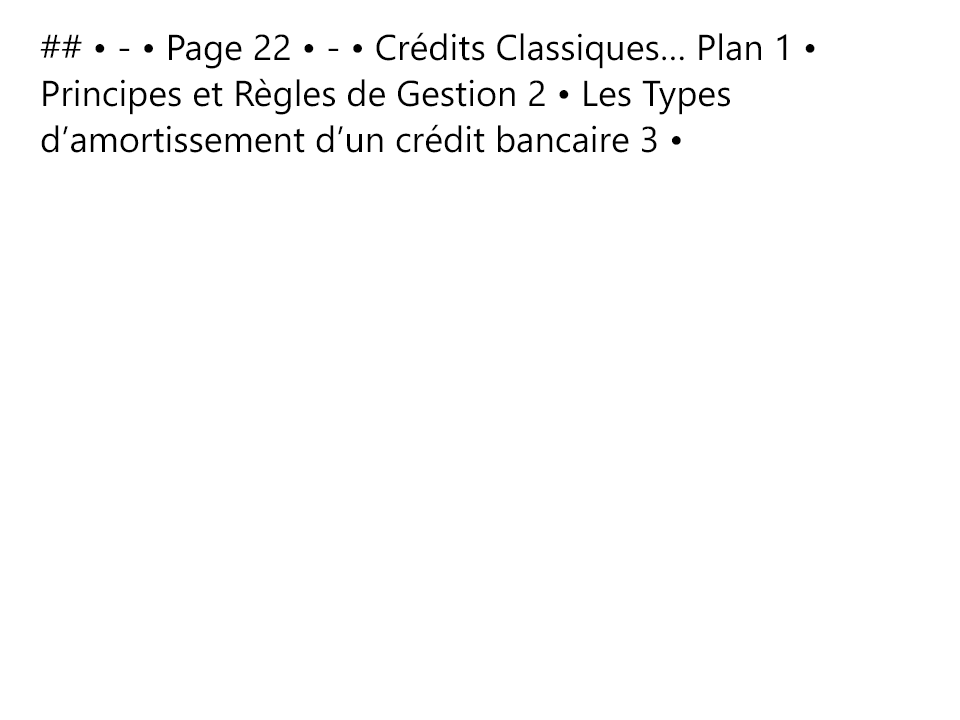 ## • - • Page 22 • - • Crédits Classiques… Plan 1 •
Principes et Règles de Gestion 2 • Les Types
d’amortissement d’un crédit bancaire 3 •